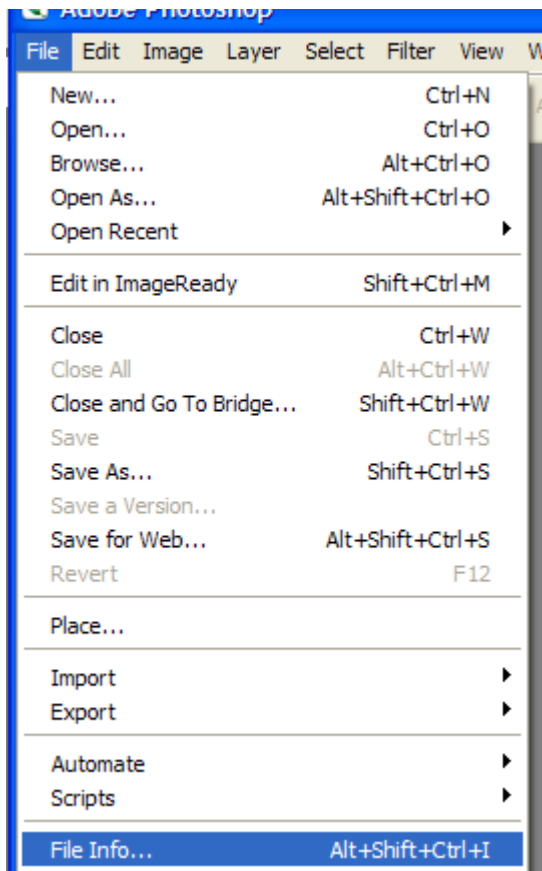 Adobe Photoshop
File Edit Image Layer Select Filter View
New... Ctrl+N
Open... Ctrl+O
Browse... Alt+Ctrl+O
Open As... Alt+Shift+Ctrl+O
Open Recent
Edit in ImageReady Shift+Ctrl+M
Close Ctrl+W
Close All Alt+Ctrl+W
Close and Go To Bridge... Shift+Ctrl+W
Save Ctrl+S
Save As... Shift+Ctrl+S
Save a Version...
Save for Web... Alt+Shift+Ctrl+S
Revert F12
Place...
Import
Export
Automate
Scripts
File Info... Alt+Shift+Ctrl+I